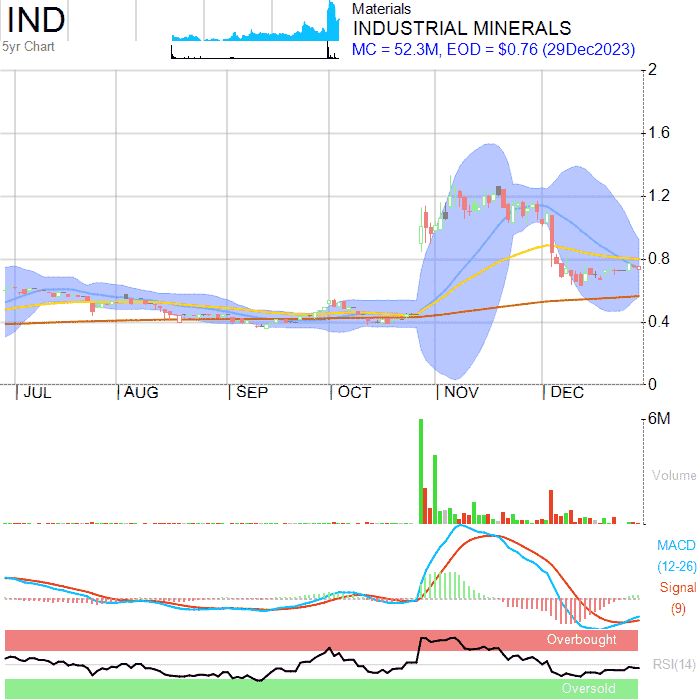 IND
5yr Chart
Materials
INDUSTRIAL MINERALS
MC = 52.3M, EOD = $0.76 (29Dec2023)
2
1.6
1.2
0.8
0.4
0
JUL AUG SEP OCT NOV DEC
6M
Volume
MACD
(12-26)
Signal
(9)
Overbought
RSI(14)
Oversold